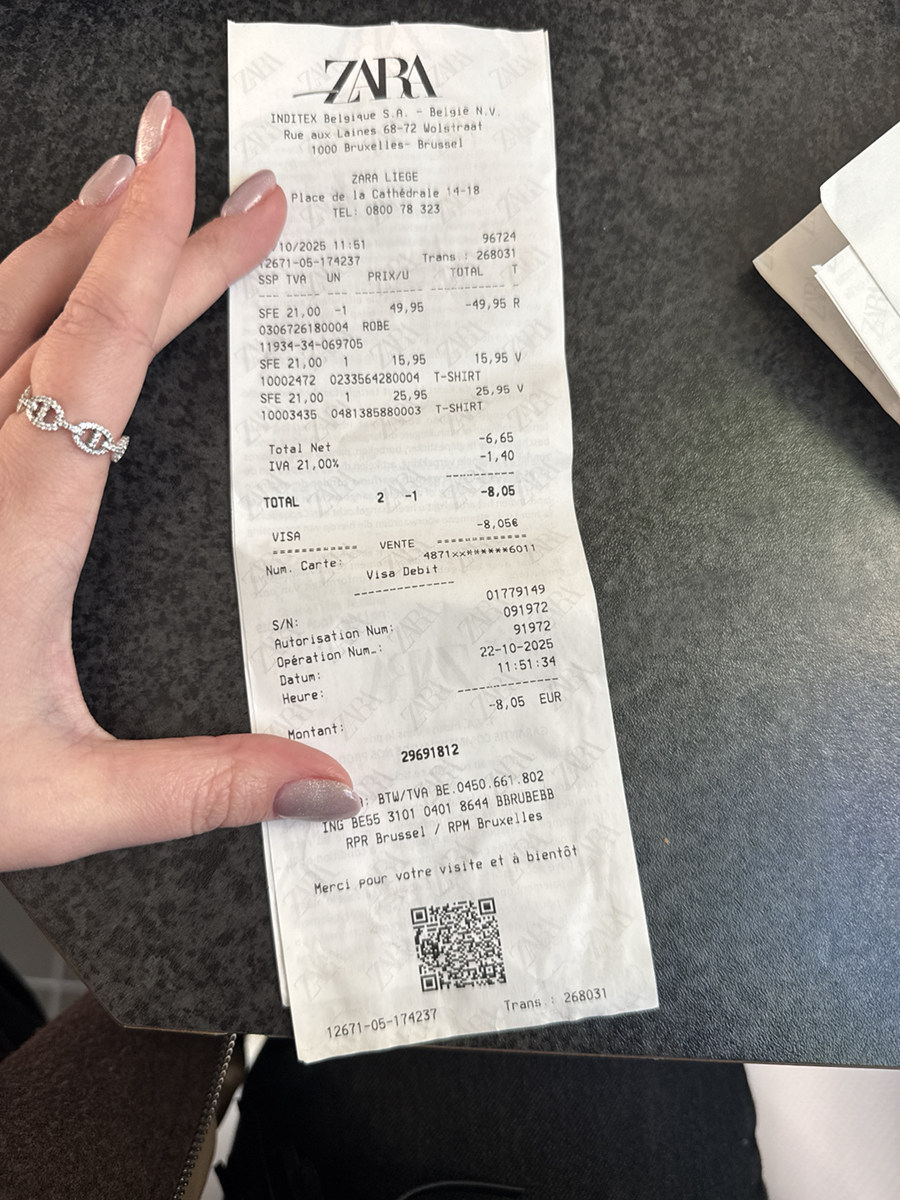 ZARA
INDITEX Belgique S.A. - België N.V.
Rue aux Laines 68-72 Wolstraat
1000 Bruxelles- Brussel
ZARA LIEGE
Place de la Cathédrale 14-18
TEL: 0800 78 323
/10/2025 11:51 96724
12671-05-174237 Trans : 268031
SSP TVA UN PRIX/U TOTAL T
SFE 21,00 -1 49,95 -49,95 R
0306726180004 ROBE
11934-34-069705
SFE 21,00 1 15,95 15,95 V
10002472 0233564280004 T-SHIRT
SFE 21,00 1 25,95 25,95 V
10003435 0481385880003 T-SHIRT
Total Net -6,65
IVA 21,00% -1,40
TOTAL 2 -1 -8,05
VISA -8,05€
============ VENTE ============
Num. Carte: 4871xx******6011
Visa Debit
S/N: 01779149
Autorisation Num: 091972
Opération Num.: 91972
Datum: 22-10-2025
Heure: 11:51:34
Montant: -8,05 EUR
29691812
: BTW/TVA BE.0450.661.802
ING BE55 3101 0401 8644 BBRUBEBB
RPR Brussel / RPM Bruxelles
Merci pour votre visite et à bientôt
12671-05-174237 Trans : 268031